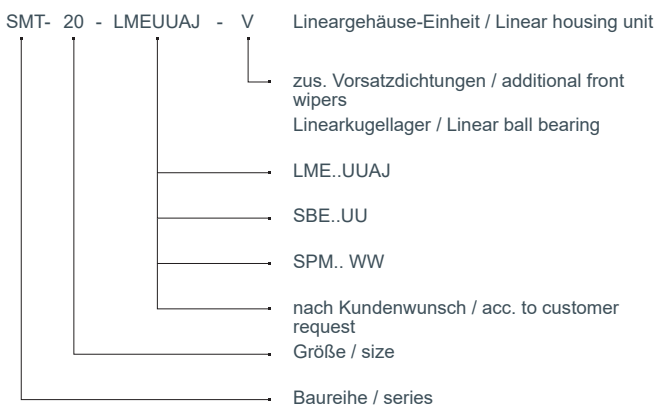 SMT- 20 - LMEUUAJ - V Lineargehäuse-Einheit / Linear housing unit
zus. Vorsatzdichtungen / additional front
wipers
Linearkugellager / Linear ball bearing
LME..UUAJ
SBE..UU
SPM.. WW
nach Kundenwunsch / acc. to customer
request
Größe / size
Baureihe / series